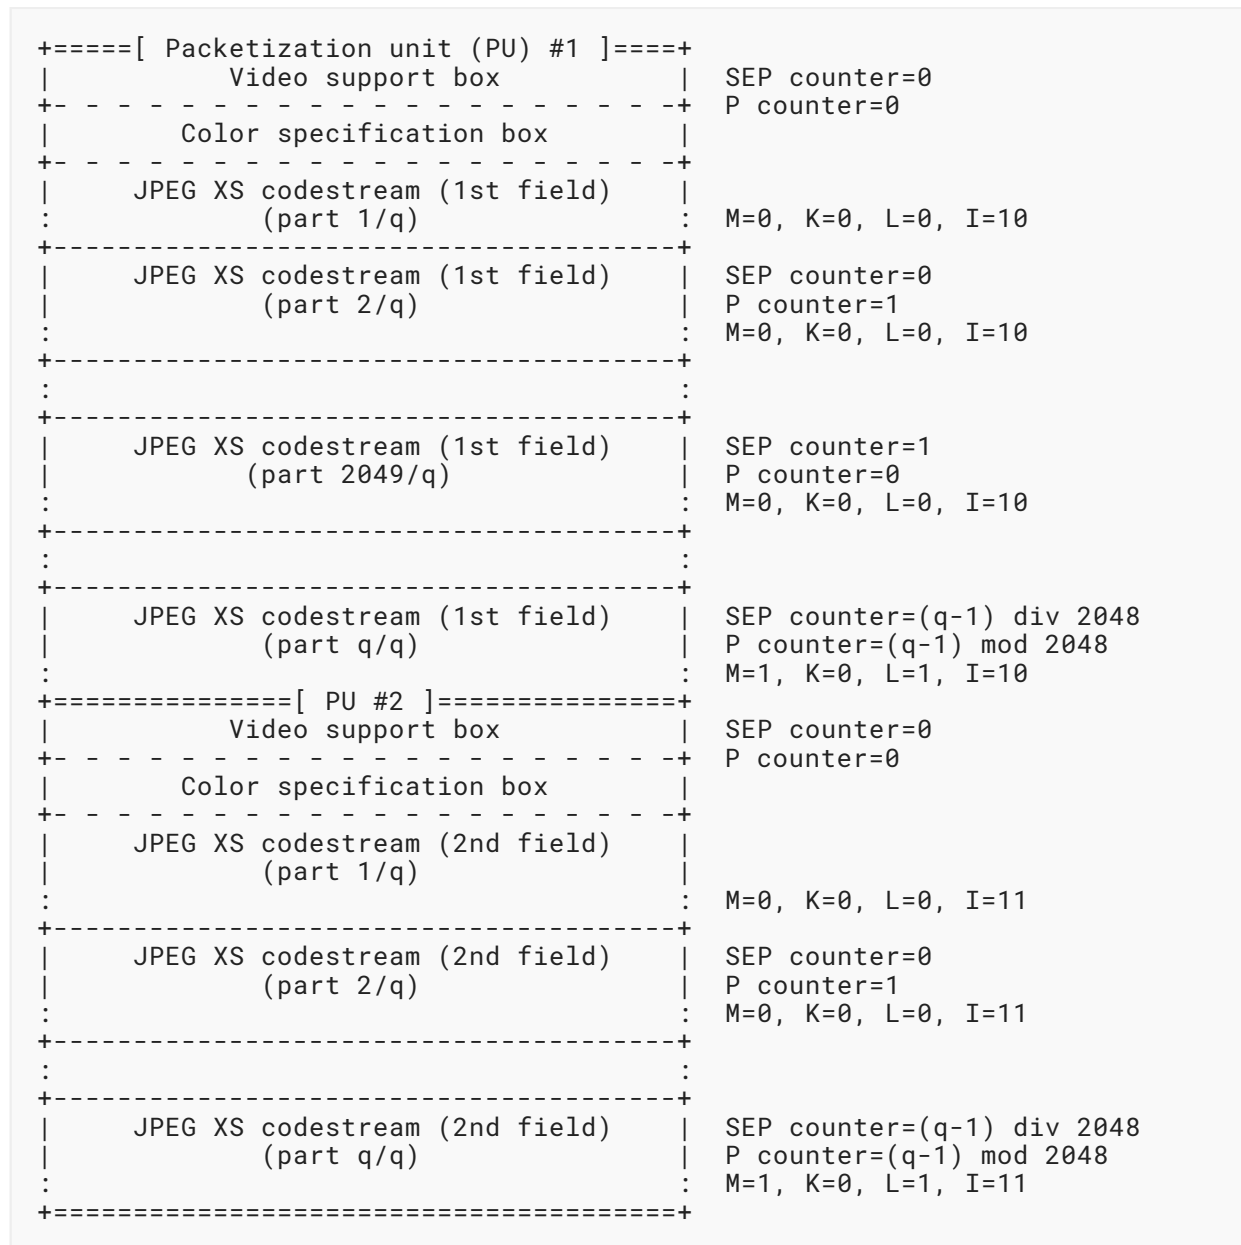 +=====[ Packetization unit (PU) #1 ]====+
|           Video support box           |  SEP counter=0
+- - - - - - - - - - - - - - - - - - - -+  P counter=0
|        Color specification box        |
+- - - - - - - - - - - - - - - - - - - -+
|     JPEG XS codestream (1st field)    |
:             (part 1/q)                :  M=0, K=0, L=0, I=10
+---------------------------------------+
|     JPEG XS codestream (1st field)    |  SEP counter=0
|             (part 2/q)                |  P counter=1
:                                       :  M=0, K=0, L=0, I=10
+---------------------------------------+
:                                       :
+---------------------------------------+
|     JPEG XS codestream (1st field)    |  SEP counter=1
|            (part 2049/q)              |  P counter=0
:                                       :  M=0, K=0, L=0, I=10
+---------------------------------------+
:                                       :
+---------------------------------------+
|     JPEG XS codestream (1st field)    |  SEP counter=(q-1) div 2048
|             (part q/q)                |  P counter=(q-1) mod 2048
:                                       :  M=1, K=0, L=1, I=10
+===============[ PU #2 ]===============+
|           Video support box           |  SEP counter=0
+- - - - - - - - - - - - - - - - - - - -+  P counter=0
|        Color specification box        |
+- - - - - - - - - - - - - - - - - - - -+
|     JPEG XS codestream (2nd field)    |
|             (part 1/q)                |
:                                       :  M=0, K=0, L=0, I=11
+---------------------------------------+
|     JPEG XS codestream (2nd field)    |  SEP counter=0
|             (part 2/q)                |  P counter=1
:                                       :  M=0, K=0, L=0, I=11
+---------------------------------------+
:                                       :
+---------------------------------------+
|     JPEG XS codestream (2nd field)    |  SEP counter=(q-1) div 2048
|             (part q/q)                |  P counter=(q-1) mod 2048
:                                       :  M=1, K=0, L=1, I=11
+=======================================+